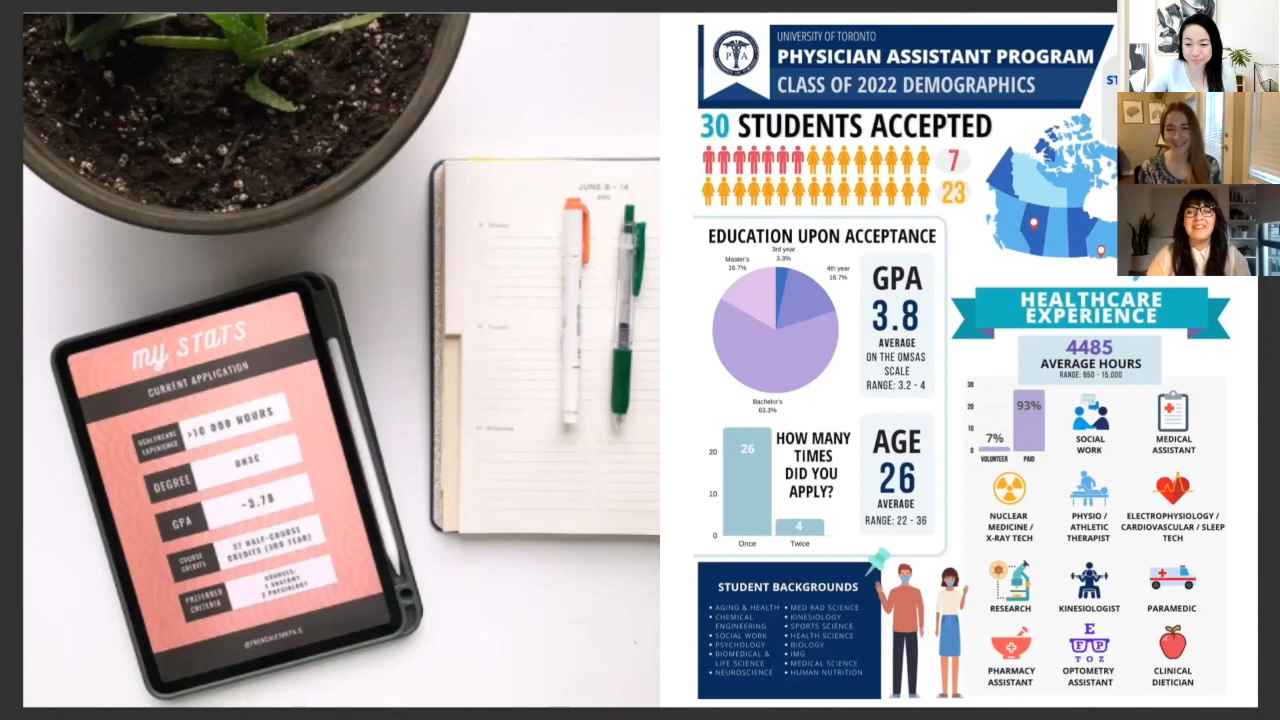 JUNE 8 - 14
my STATS
CURRENT APPLICATION
HEALTHCARE EXPERIENCE
>10 000 HOURS
DEGREE
GPA
~3.78
COURSE CREDITS
PREFERRED CRITERIA
UNIVERSITY OF TORONTO
PHYSICIAN ASSISTANT PROGRAM
CLASS OF 2022 DEMOGRAPHICS
30 STUDENTS ACCEPTED
7
23
EDUCATION UPON ACCEPTANCE
3rd year
3.3%
Master's
16.7%
4th year
16.7%
Bachelor's
63.3%
GPA
3.8
AVERAGE
ON THE OMSAS
SCALE
RANGE: 3.2 - 4
20
10
0
26
4
Once
Twice
HOW MANY
TIMES
DID YOU
APPLY?
AGE
26
AVERAGE
RANGE: 22 - 36
STUDENT BACKGROUNDS
• AGING & HEALTH
• CHEMICAL
ENGINEERING
• SOCIAL WORK
• PSYCHOLOGY
• BIOMEDICAL &
LIFE SCIENCE
• NEUROSCIENCE
• MED RAD SCIENCE
• KINESIOLOGY
• SPORTS SCIENCE
• HEALTH SCIENCE
• BIOLOGY
• IMG
• MEDICAL SCIENCE
• HUMAN NUTRITION
ST
HEALTHCARE
EXPERIENCE
4485
AVERAGE HOURS
RANGE: 950 - 15,000
30
20
10
0
7%
93%
VOLUNTEER
PAID
SOCIAL
WORK
MEDICAL
ASSISTANT
NUCLEAR
MEDICINE /
X-RAY TECH
PHYSIO /
ATHLETIC
THERAPIST
ELECTROPHYSIOLOGY /
CARDIOVASCULAR / SLEEP
TECH
RESEARCH
KINESIOLOGIST
PARAMEDIC
E
F P
T O Z
PHARMACY
ASSISTANT
OPTOMETRY
ASSISTANT
CLINICAL
DIETICIAN